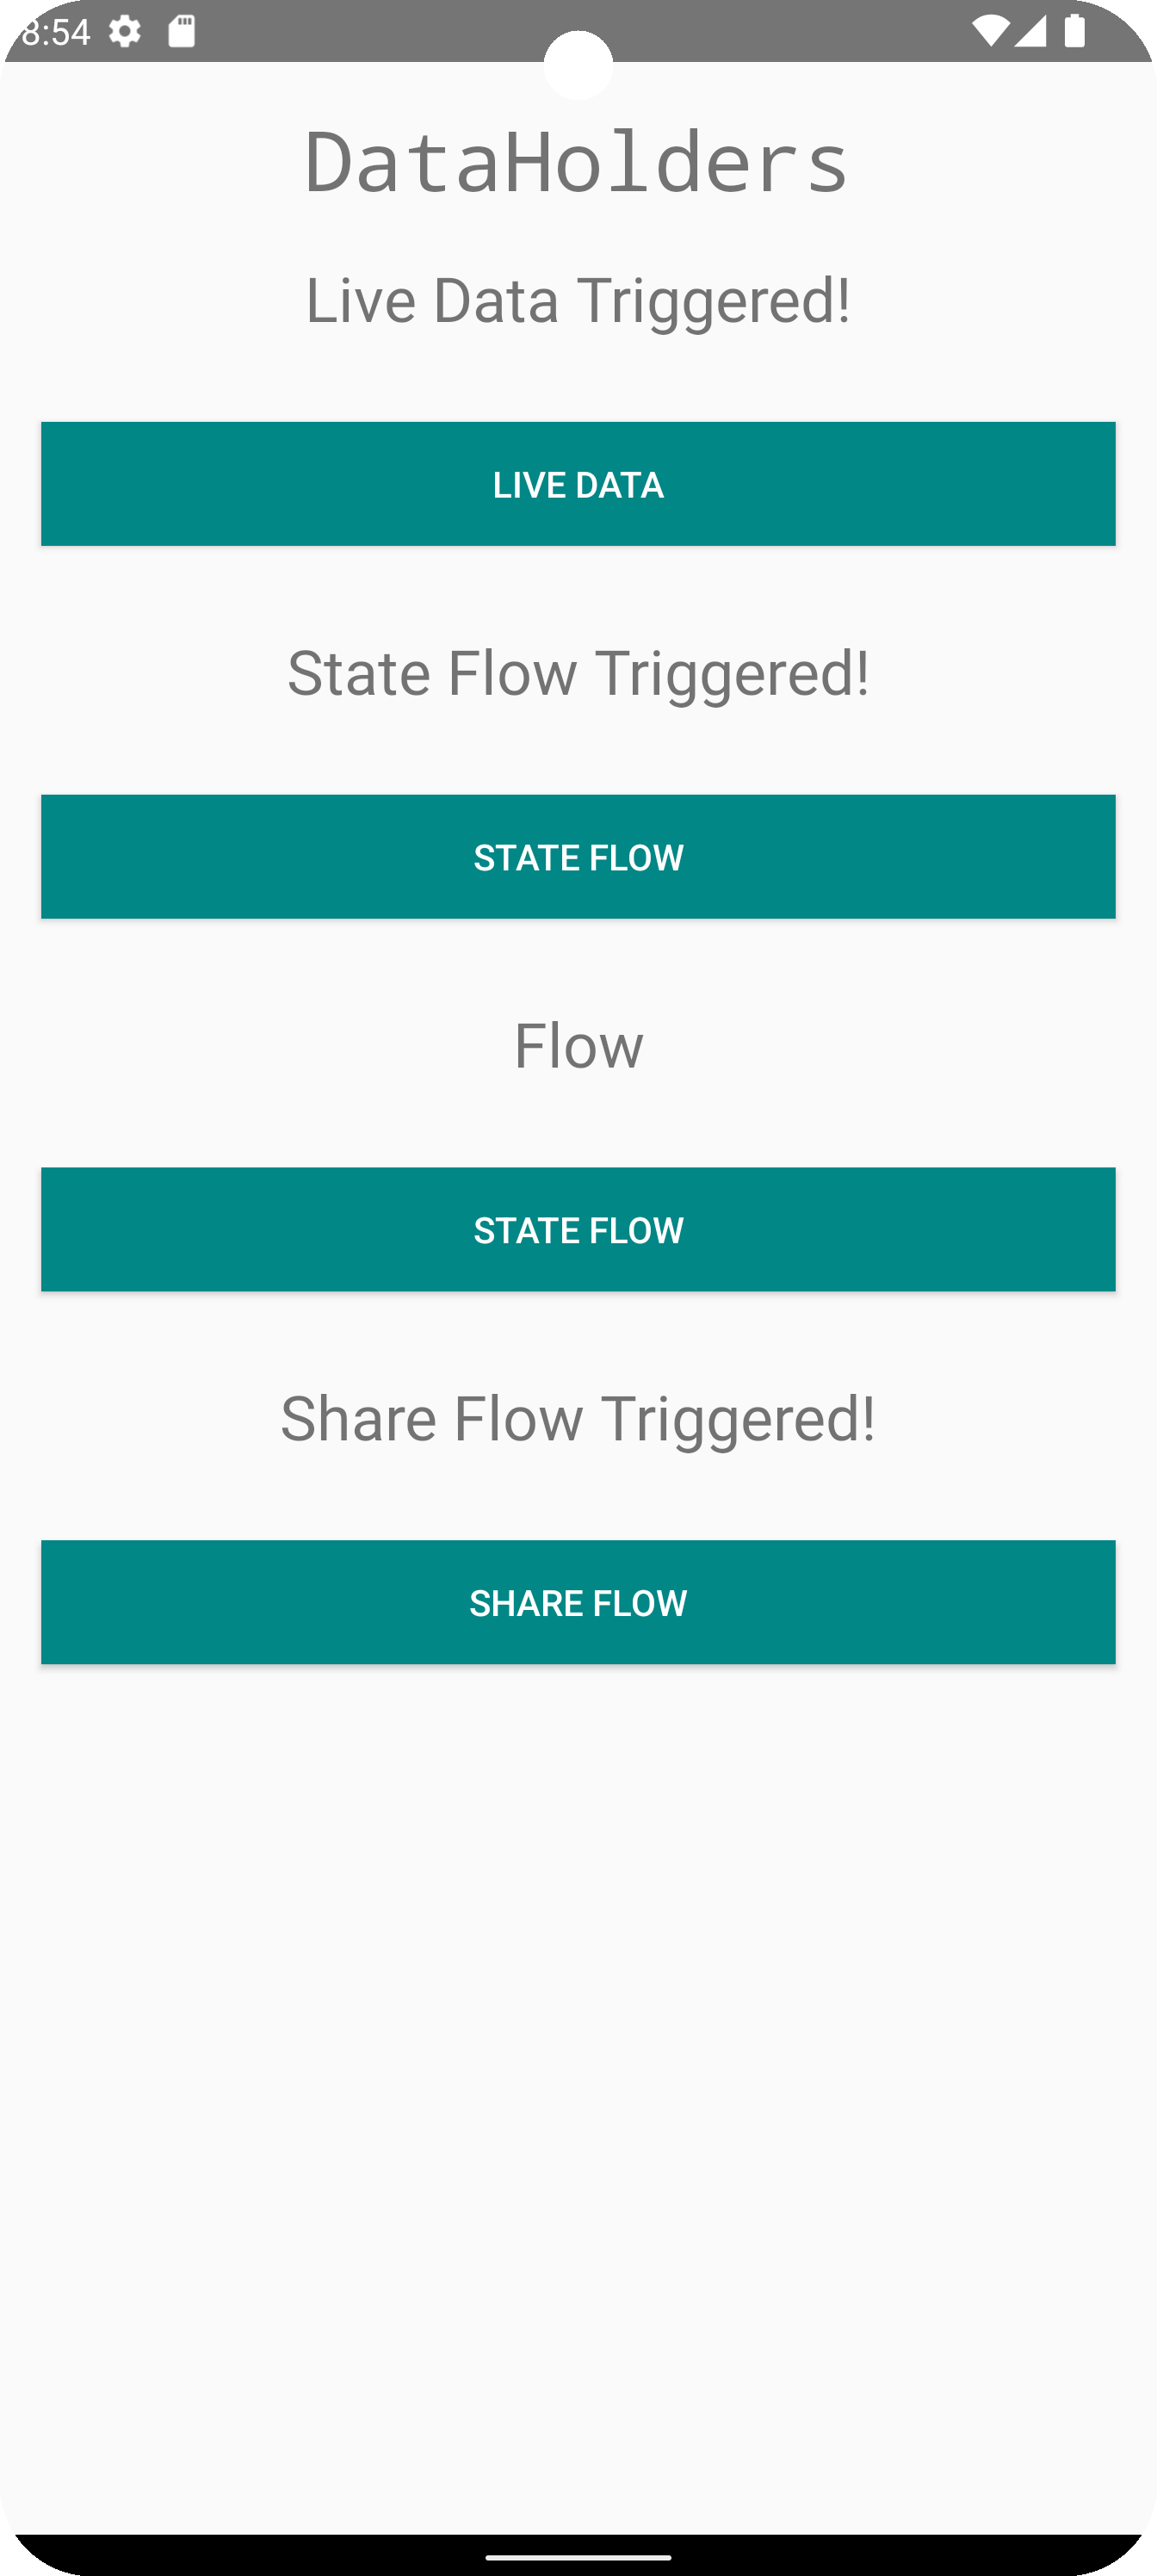 8:54
DataHolders
Live Data Triggered!
LIVE DATA
State Flow Triggered!
STATE FLOW
Flow
STATE FLOW
Share Flow Triggered!
SHARE FLOW